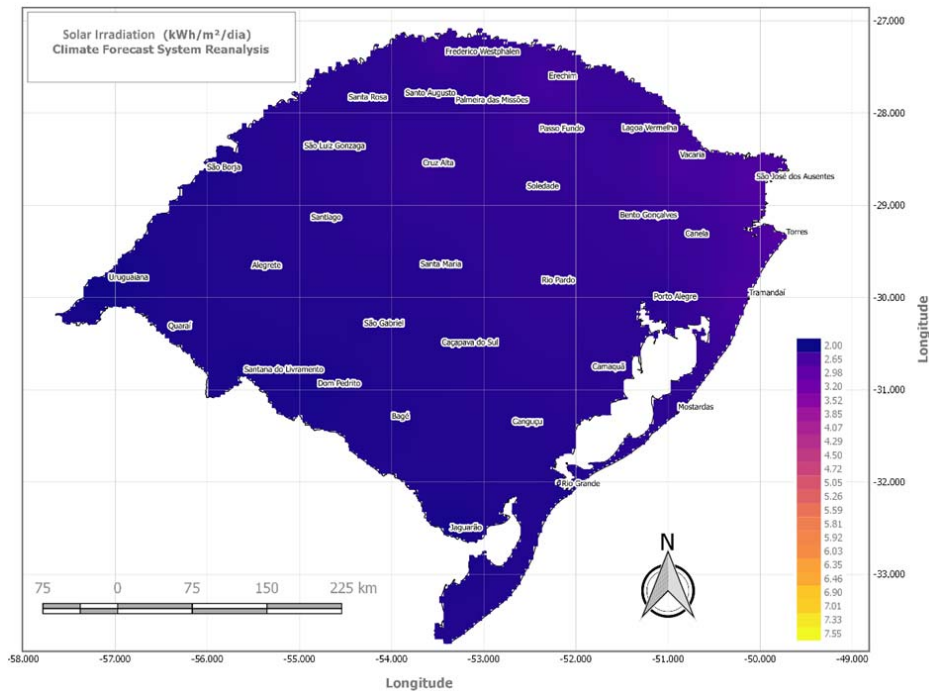 Solar Irradiation (kWh/m²/dia)
Climate Forecast System Reanalysis
Frederico Westphalen
Erechim
Santa Rosa
Santo Augusto
Palmeira das Missões
Passo Fundo
Lagoa Vermelha
São Luiz Gonzaga
Vacaria
São Borja
Cruz Alta
São José dos Ausentes
Soledade
Santiago
Bento Gonçalves
Canela
Torres
Alegrete
Santa Maria
Uruguaiana
Rio Pardo
Tramandaí
Porto Alegre
Quaraí
São Gabriel
Caçapava do Sul
Santana do Livramento
Camaquã
Dom Pedrito
Mostardas
Bagé
Canguçu
Rio Grande
Jaguarão
-27.000
-28.000
-29.000
-30.000
-31.000
-32.000
-33.000
Longitude
2.00
2.65
2.98
3.20
3.52
3.85
4.07
4.29
4.50
4.72
5.05
5.26
5.59
5.81
5.92
6.03
6.35
6.46
6.90
7.01
7.33
7.55
N
75 0 75 150 225 km
-58.000 -57.000 -56.000 -55.000 -54.000 -53.000 -52.000 -51.000 -50.000 -49.000
Longitude